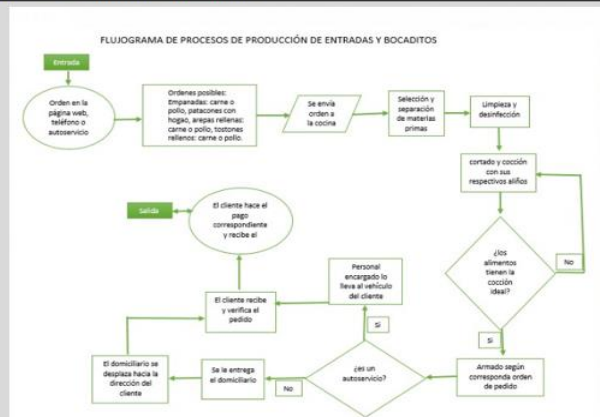 FLUJOGRAMA DE PROCESOS DE PRODUCCIÓN DE ENTRADAS Y BOCADITOS
Entrada
Orden en la
página web,
teléfono o
autoservicio
Ordenes posibles:
Empanadas: carne o
pollo, patacones con
hogao, arepas rellenas:
carne o pollo, tostones
rellenos: carne o pollo.
Se envía
orden a
la cocina
Selección y
separación
de materias
primas
Limpieza y
desinfección
cortado y cocción
con sus
respectivos aliños
¿los
alimentos
tienen la
cocción
ideal?
No
Si
Armado según
corresponda orden
de pedido
¿es un
autoservicio?
Si
No
Personal
encargado lo
lleva al vehículo
del cliente
Se le entrega
el domiciliario
El domiciliario se
desplaza hacia la
dirección del
cliente
El cliente recibe
y verifica el
pedido
El cliente hace el
pago
correspondiente
y recibe el
Salida